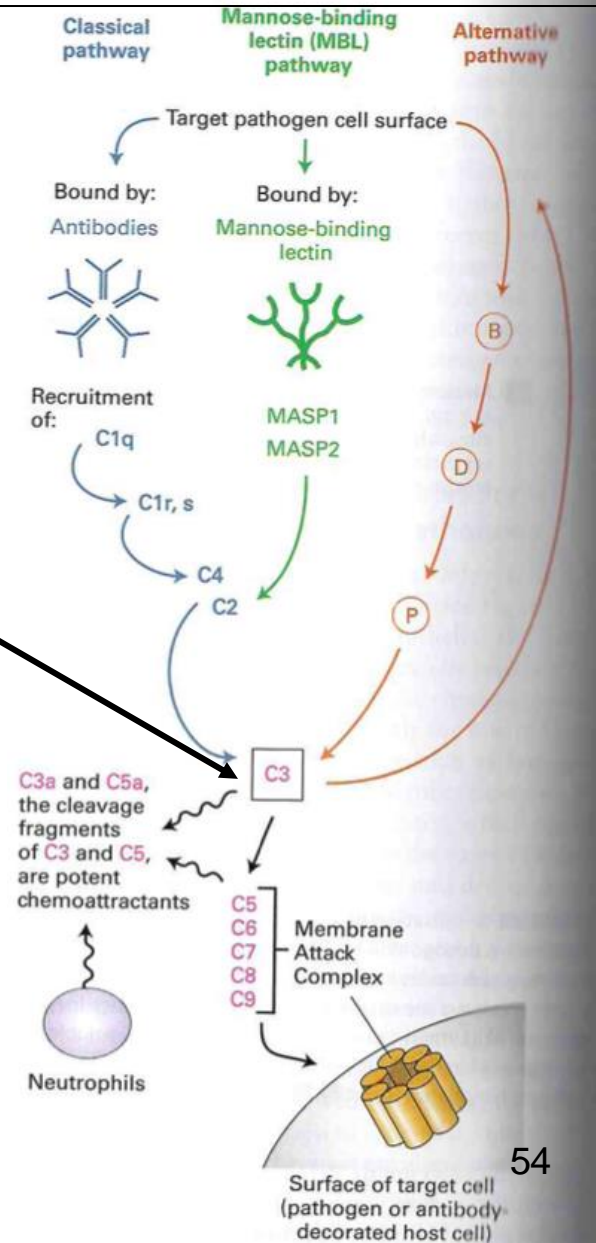 Classical
pathway
Mannose-binding
lectin (MBL)
pathway
Alternative
pathway
Target pathogen cell surface
Bound by:
Antibodies
Bound by:
Mannose-binding
lectin
Recruitment
of:
C1q
C1r, s
C4
C2
MASP1
MASP2
B
D
P
C3
C3a and C5a,
the cleavage
fragments
of C3 and C5,
are potent
chemoattractants
Neutrophils
C5
C6
C7
C8
C9
Membrane
Attack
Complex
54
Surface of target cell
(pathogen or antibody-
decorated host cell)